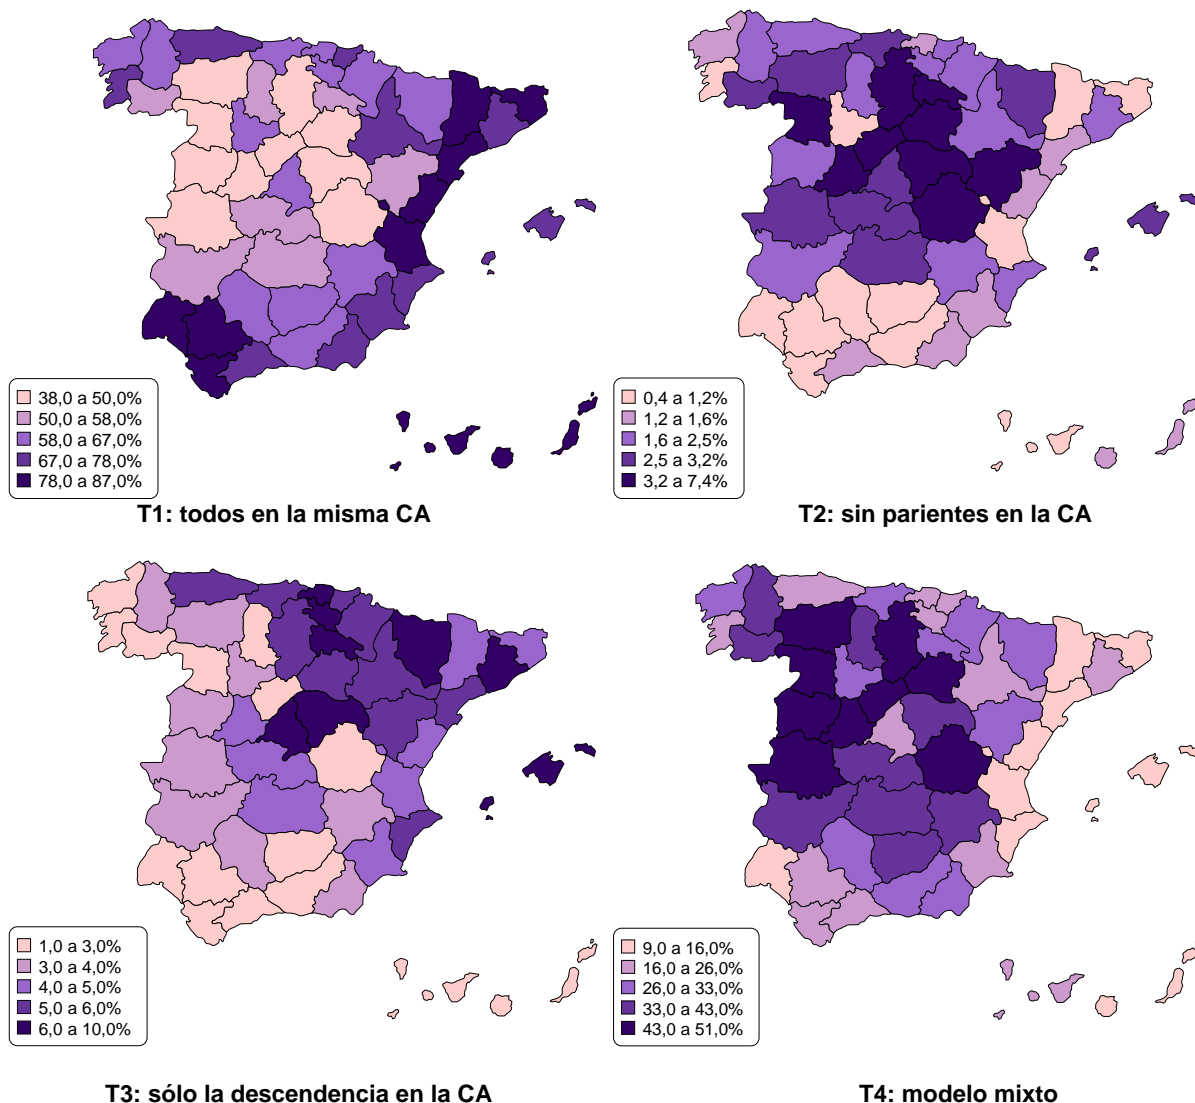 38,0 a 50,0%
50,0 a 58,0%
58,0 a 67,0%
67,0 a 78,0%
78,0 a 87,0%
T1: todos en la misma CA
0,4 a 1,2%
1,2 a 1,6%
1,6 a 2,5%
2,5 a 3,2%
3,2 a 7,4%
T2: sin parientes en la CA
1,0 a 3,0%
3,0 a 4,0%
4,0 a 5,0%
5,0 a 6,0%
6,0 a 10,0%
T3: sólo la descendencia en la CA
9,0 a 16,0%
16,0 a 26,0%
26,0 a 33,0%
33,0 a 43,0%
43,0 a 51,0%
T4: modelo mixto